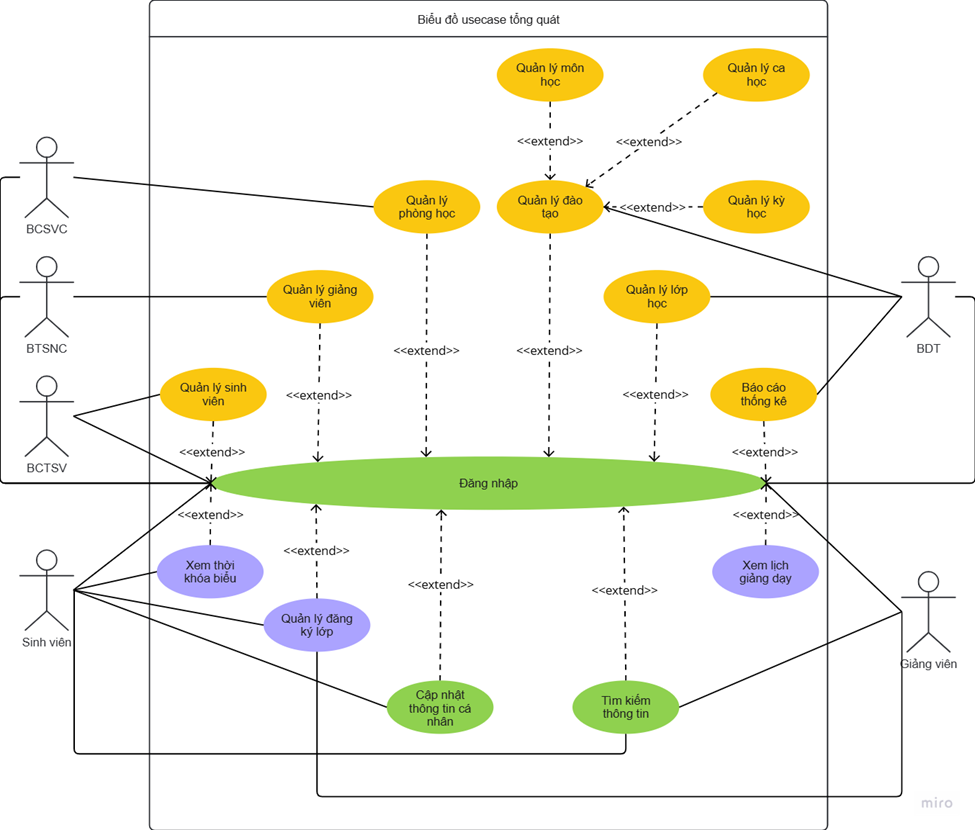 Biểu đồ usecase tổng quát
Quản lý môn
học
Quản lý ca
học
<<extend>>
<<extend>>
BCSVC
Quản lý
phòng học
Quản lý đào
tạo
<<extend>>
Quản lý kỳ
học
BTSNC
Quản lý giảng
viên
Quản lý lớp
học
BDT
<<extend>>
<<extend>>
<<extend>>
<<extend>>
BCTSV
Quản lý sinh
viên
Báo cáo
thống kê
<<extend>>
<<extend>>
Đăng nhập
<<extend>>
<<extend>>
<<extend>>
<<extend>>
<<extend>>
Sinh viên
Xem thời
khóa biểu
Quản lý đăng
ký lớp
Xem lịch
giảng dạy
Giảng viên
Cập nhật
thông tin cá
nhân
Tìm kiếm
thông tin
miro